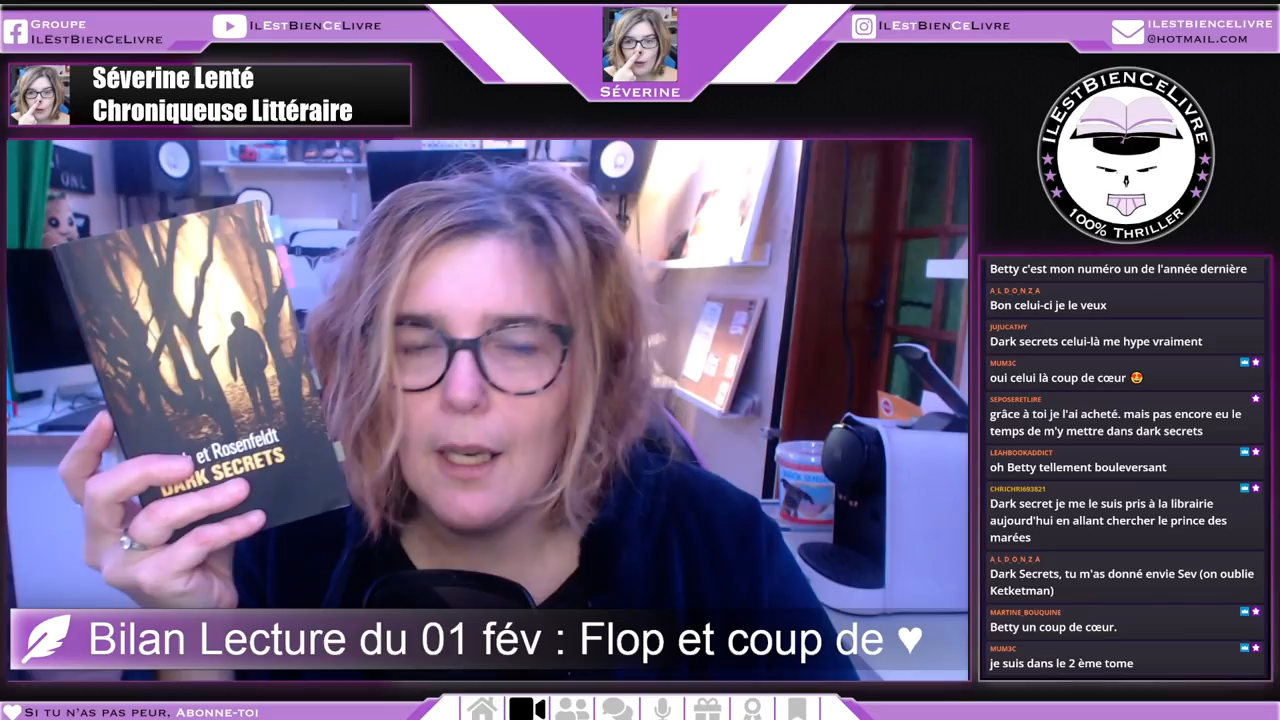 GROUPE
ILESTBIENCELIVRE
ILESTBIENCELIVRE
SÉVERINE
ILESTBIENCELIVRE
ILESTBIENCELIVRE
@HOTMAIL.COM
Séverine Lenté
Chroniqueuse Littéraire
ILESTBIENCELIVRE
100% THRILLER
et Rosenfeldt
DARK SECRETS
Betty c'est mon numéro un de l'année dernière
A_L_D_O_N_Z_A
Bon celui-ci je le veux
JUJUCATHY
Dark secrets celui-là me hype vraiment
MUM3C
oui celui là coup de cœur 😍
SEPOSERETLIRE
grâce à toi je l'ai acheté. mais pas encore eu le
temps de m'y mettre dans dark secrets
LEAHBOOKADDICT
oh Betty tellement bouleversant
CHRICHRI693821
Dark secret je me le suis pris à la librairie
aujourd'hui en allant chercher le prince des
marées
A_L_D_O_N_Z_A
Dark Secrets, tu m'as donné envie Sev (on oublie
Ketketman)
MARTINE_BOUQUINE
Betty un coup de cœur.
MUM3C
je suis dans le 2 ème tome
Bilan Lecture du 01 fév : Flop et coup de ♥
SI TU N'AS PAS PEUR, ABONNE-TOI